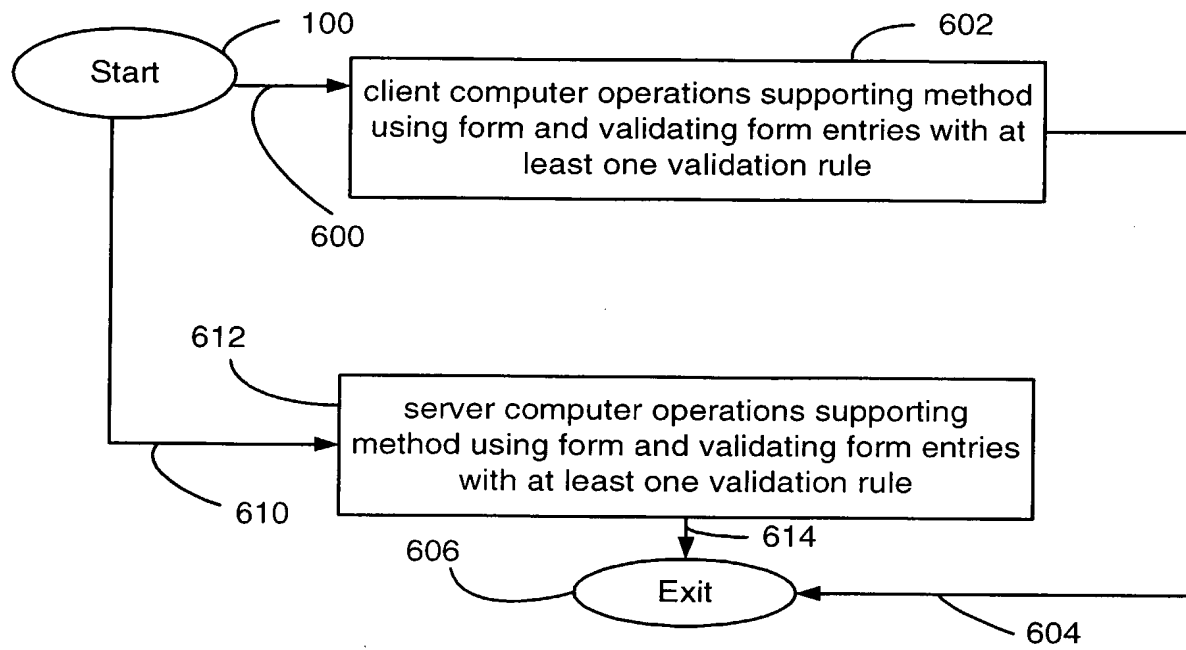 100
602
Start
client computer operations supporting method
using form and validating form entries with at
least one validation rule
600
612
server computer operations supporting
method using form and validating form entries
with at least one validation rule
610
614
606
Exit
604